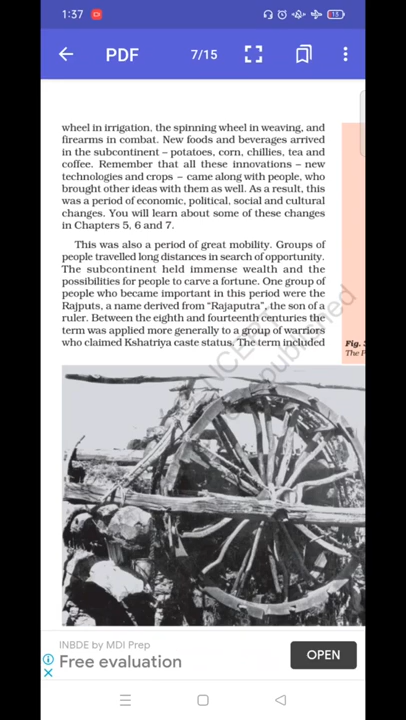 1:37
15
PDF
7/15
wheel in irrigation, the spinning wheel in weaving, and
firearms in combat. New foods and beverages arrived
in the subcontinent – potatoes, corn, chillies, tea and
coffee. Remember that all these innovations – new
technologies and crops – came along with people, who
brought other ideas with them as well. As a result, this
was a period of economic, political, social and cultural
changes. You will learn about some of these changes
in Chapters 5, 6 and 7.
This was also a period of great mobility. Groups of
people travelled long distances in search of opportunity.
The subcontinent held immense wealth and the
possibilities for people to carve a fortune. One group of
people who became important in this period were the
Rajputs, a name derived from “Rajaputra”, the son of a
ruler. Between the eighth and fourteenth centuries the
term was applied more generally to a group of warriors
who claimed Kshatriya caste status. The term included
Fig.
The
INBDE by MDI Prep
Free evaluation
OPEN